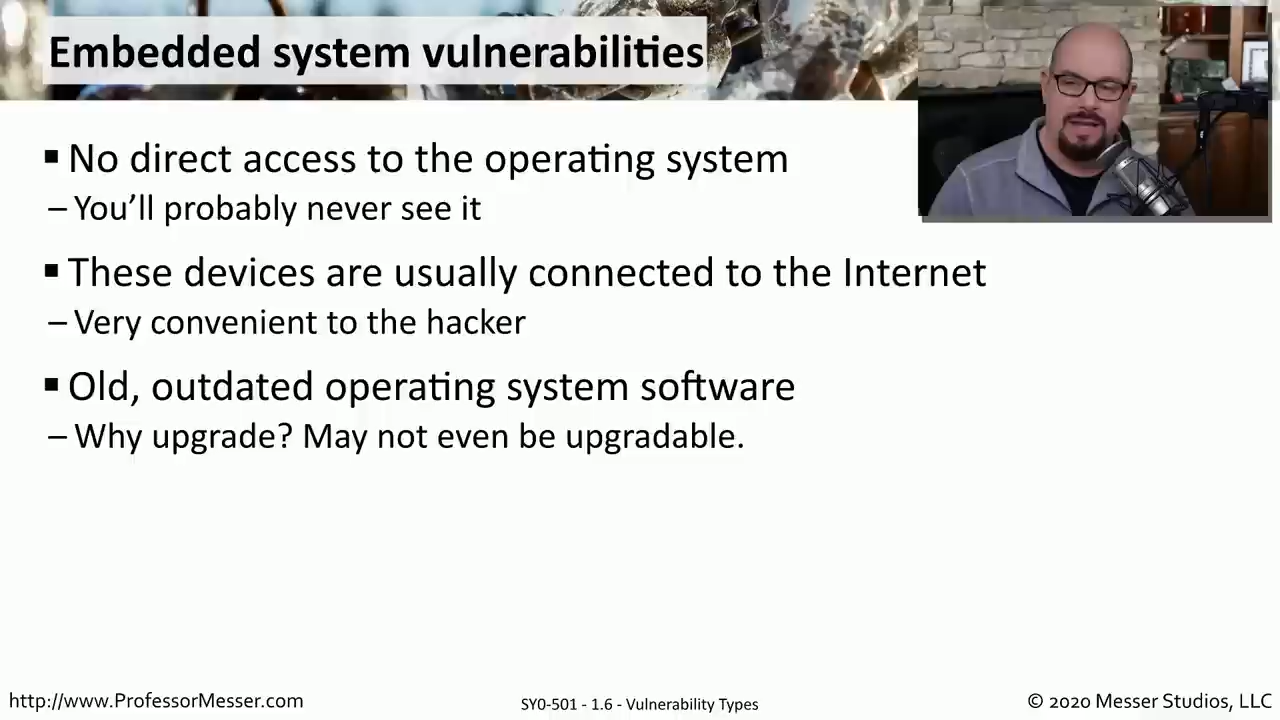 Embedded system vulnerabilities
▪ No direct access to the operating system
– You’ll probably never see it
▪ These devices are usually connected to the Internet
– Very convenient to the hacker
▪ Old, outdated operating system software
– Why upgrade? May not even be upgradable.
http://www.ProfessorMesser.com
SY0-501 - 1.6 - Vulnerability Types
© 2020 Messer Studios, LLC